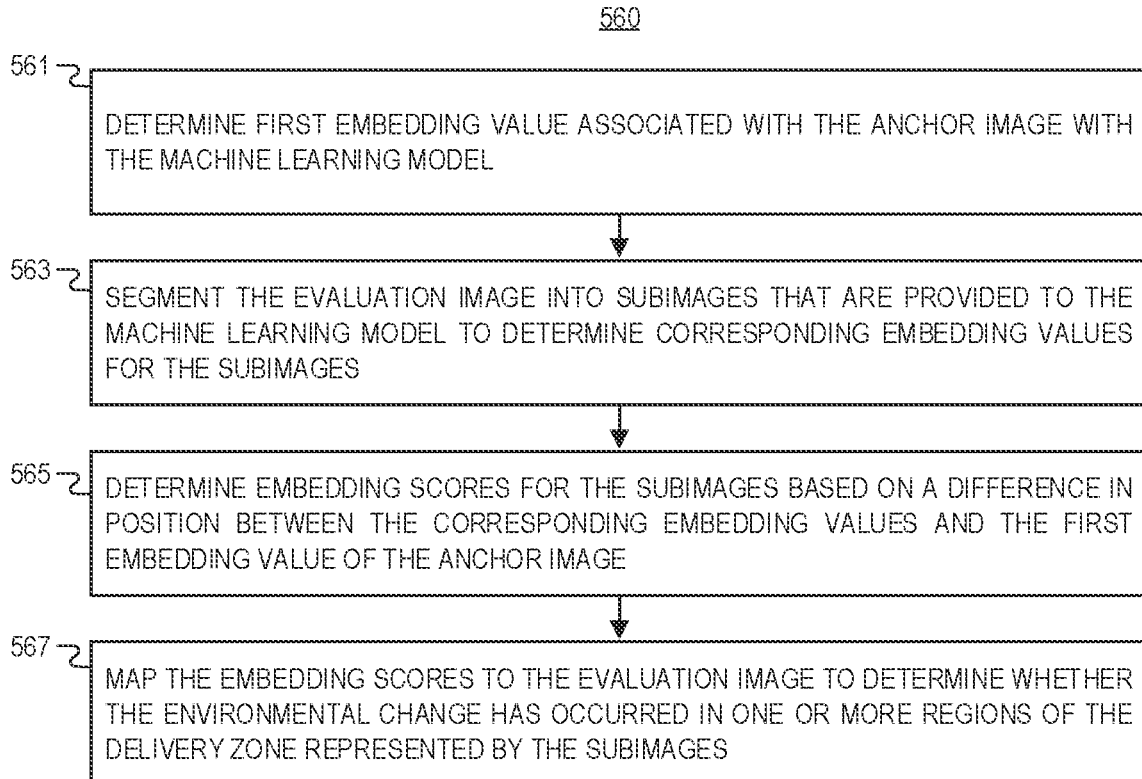 560
561
DETERMINE FIRST EMBEDDING VALUE ASSOCIATED WITH THE ANCHOR IMAGE WITH
THE MACHINE LEARNING MODEL
563
SEGMENT THE EVALUATION IMAGE INTO SUBIMAGES THAT ARE PROVIDED TO THE
MACHINE LEARNING MODEL TO DETERMINE CORRESPONDING EMBEDDING VALUES
FOR THE SUBIMAGES
565
DETERMINE EMBEDDING SCORES FOR THE SUBIMAGES BASED ON A DIFFERENCE IN
POSITION BETWEEN THE CORRESPONDING EMBEDDING VALUES AND THE FIRST
EMBEDDING VALUE OF THE ANCHOR IMAGE
567
MAP THE EMBEDDING SCORES TO THE EVALUATION IMAGE TO DETERMINE WHETHER
THE ENVIRONMENTAL CHANGE HAS OCCURRED IN ONE OR MORE REGIONS OF THE
DELIVERY ZONE REPRESENTED BY THE SUBIMAGES